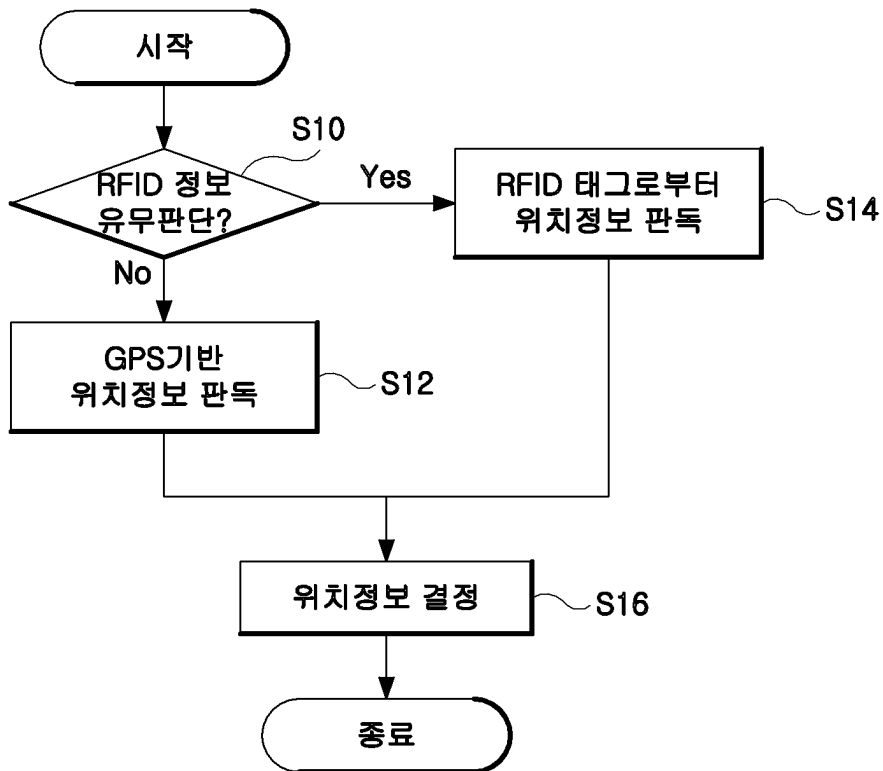 시작
S10
RFID 정보
유무판단?
Yes
RFID 태그로부터
위치정보 판독
S14
No
GPS기반
위치정보 판독
S12
위치정보 결정
S16
종료